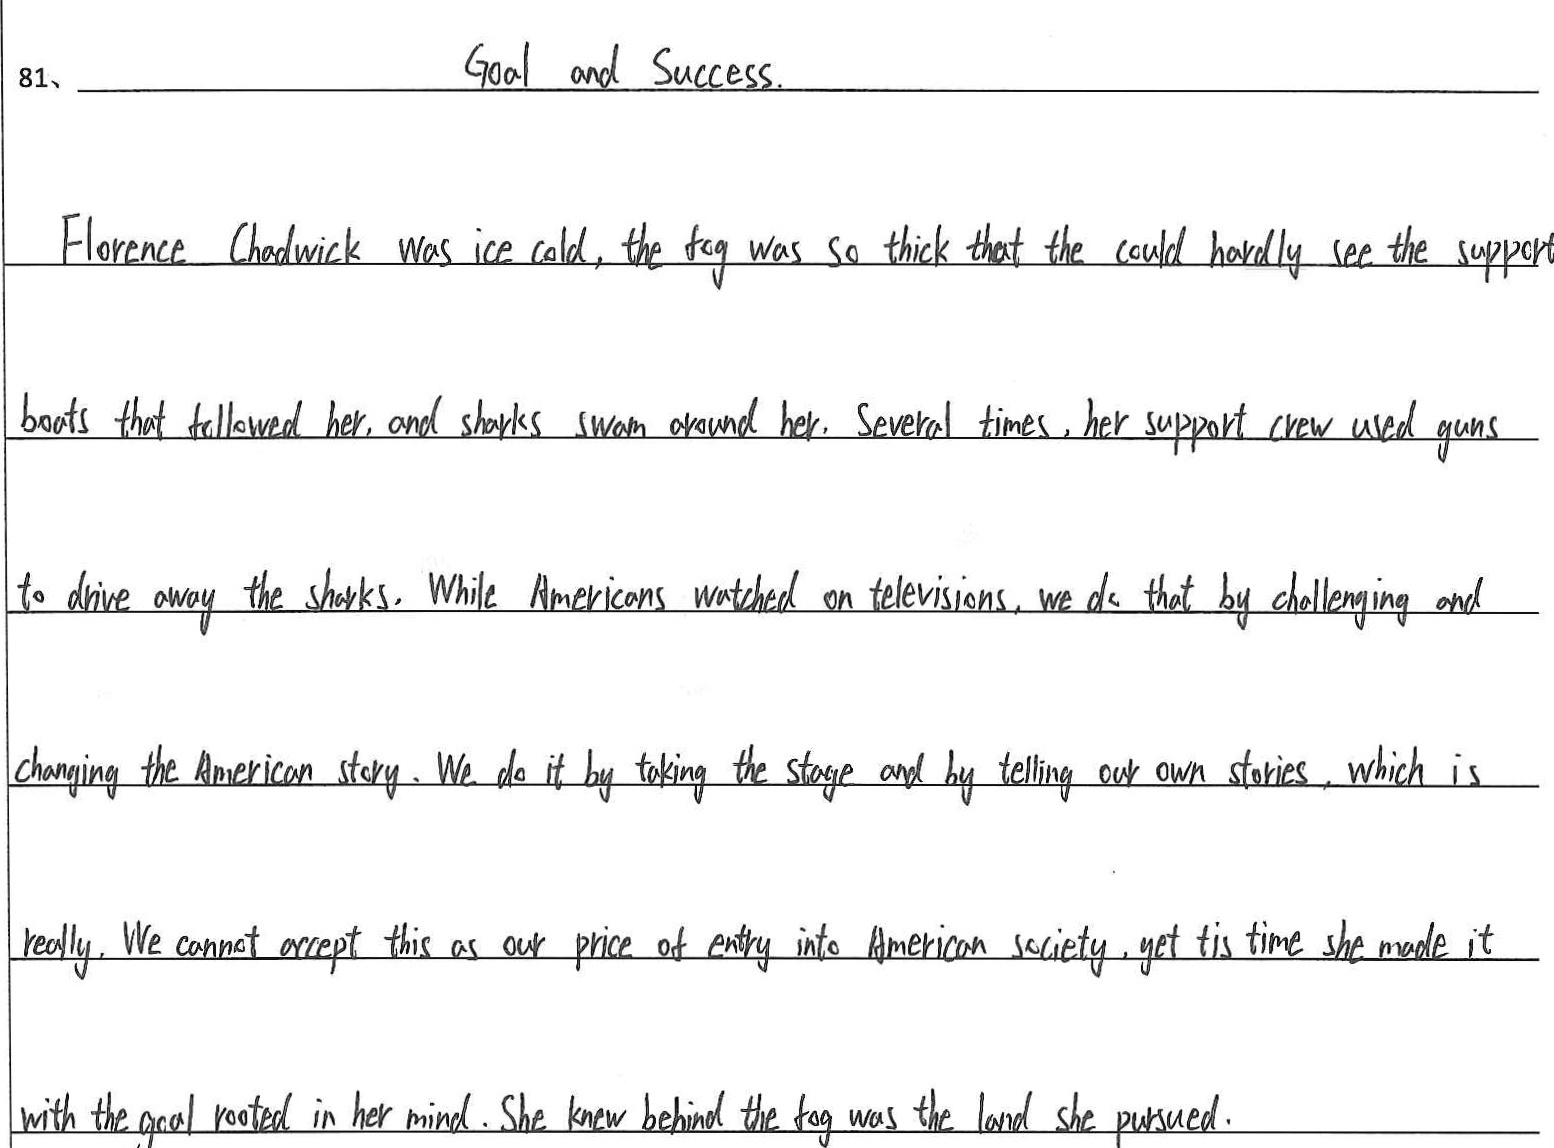 81、 Goal and Success.
Florence Chadwick was ice cold, the fog was so thick that the could hardly see the support
boats that followed her, and sharks swam around her. Several times, her support crew used guns
to drive away the sharks. While Americans watched on televisions, we do that by challenging and
changing the American story. We do it by taking the stage and by telling our own stories, which is
really. We cannot accept this as our price of entry into American society, yet tis time she made it
with the goal rooted in her mind. She knew behind the fog was the land she pursued.